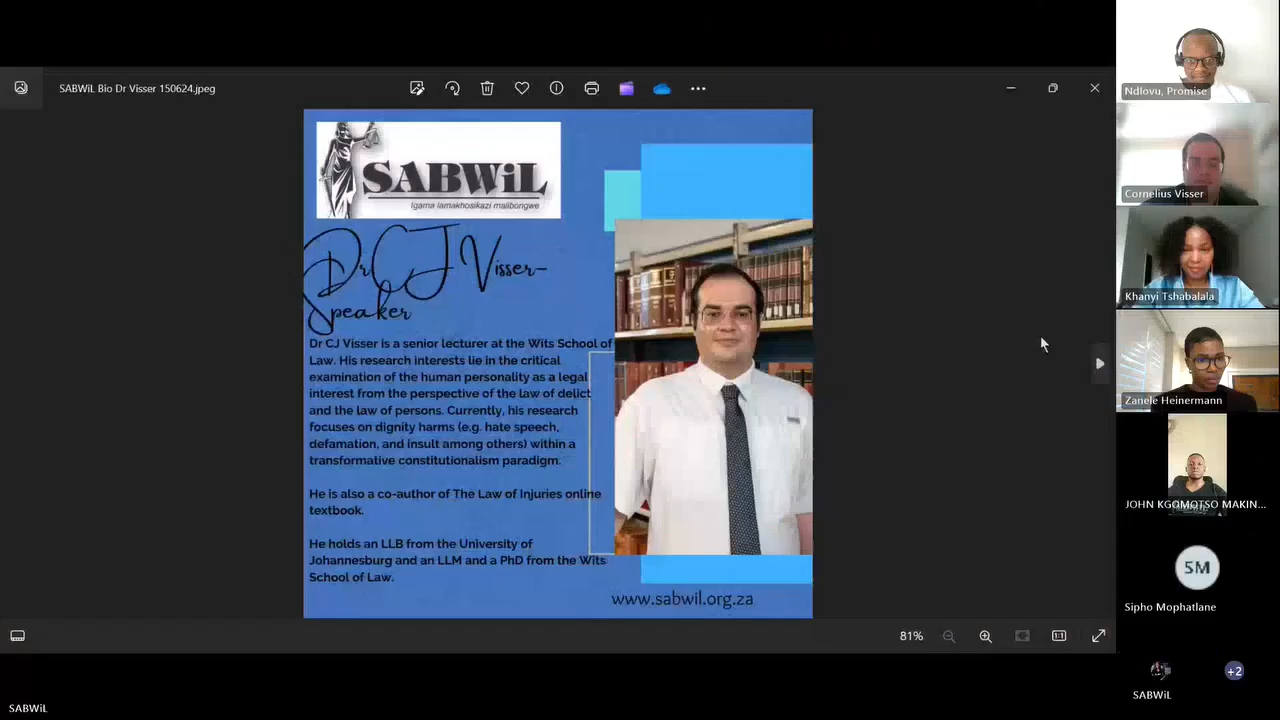 SABWiL Bio Dr Visser 150624.jpeg
SABWiL
Igama lamakhosikazi malibongwe
Dr CJ Visser-
Speaker
Dr CJ Visser is a senior lecturer at the Wits School of
Law. His research interests lie in the critical
examination of the human personality as a legal
interest from the perspective of the law of delict
and the law of persons. Currently, his research
focuses on dignity harms (e.g. hate speech,
defamation, and insult among others) within a
transformative constitutionalism paradigm.
He is also a co-author of The Law of Injuries online
textbook.
He holds an LLB from the University of
Johannesburg and an LLM and a PhD from the Wits
School of Law.
www.sabwil.org.za
81%
1:1
SABWiL
Ndlovu, Promise
Cornelius Visser
Khanyi Tshabalala
Zanele Heinermann
JOHN KGOMOTSO MAKIN...
SM
Sipho Mophatlane
+2
SABWiL